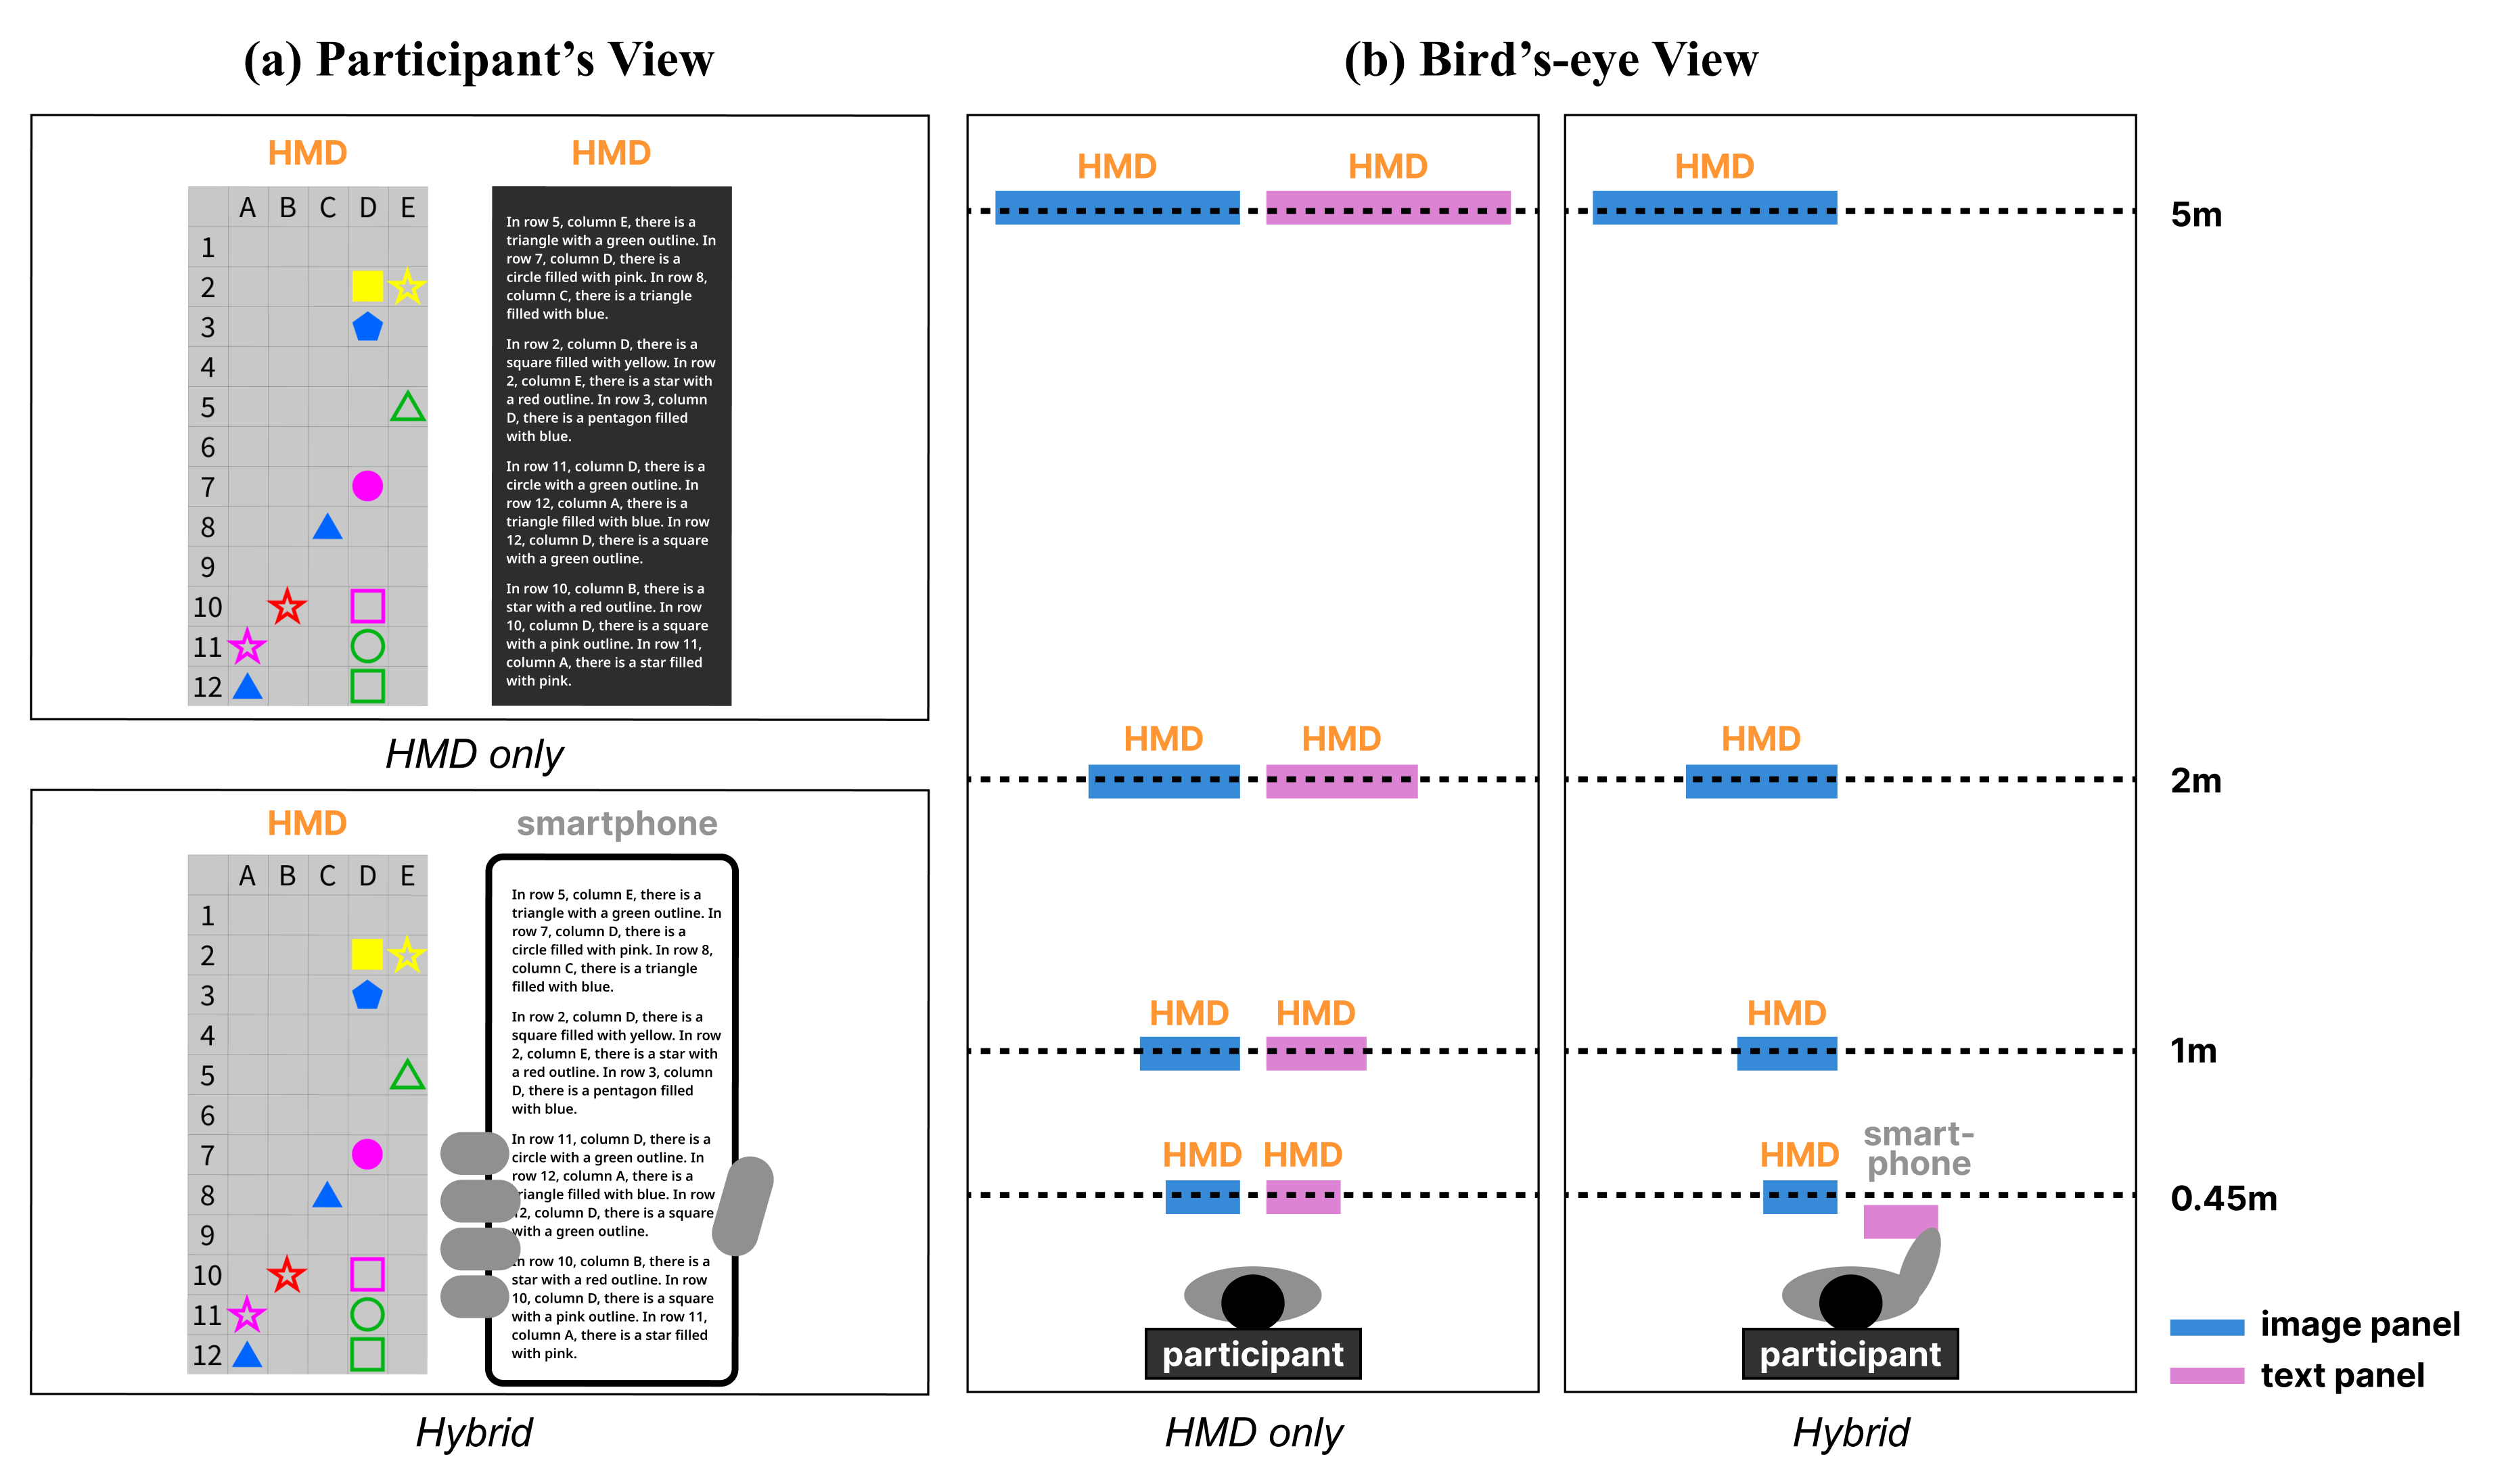 (a) Participant's View
HMD
HMD
A B C D E
1
2
3
4
5
6
7
8
9
10
11
12
In row 5, column E, there is a
triangle with a green outline. In
row 7, column D, there is a
circle filled with pink. In row 8,
column C, there is a triangle
filled with blue.
In row 2, column D, there is a
square filled with yellow. In row
2, column E, there is a star with
a red outline. In row 3, column
D, there is a pentagon filled
with blue.
In row 11, column D, there is a
circle with a green outline. In
row 12, column A, there is a
triangle filled with blue. In row
12, column D, there is a square
with a green outline.
In row 10, column B, there is a
star with a red outline. In row
10, column D, there is a square
with a pink outline. In row 11,
column A, there is a star filled
with pink.
HMD only
HMD
smartphone
A B C D E
1
2
3
4
5
6
7
8
9
10
11
12
In row 5, column E, there is a
triangle with a green outline. In
row 7, column D, there is a
circle filled with pink. In row 8,
column C, there is a triangle
filled with blue.
In row 2, column D, there is a
square filled with yellow. In row
2, column E, there is a star with
a red outline. In row 3, column
D, there is a pentagon filled
with blue.
In row 11, column D, there is a
circle with a green outline. In
row 12, column A, there is a
triangle filled with blue. In row
12, column D, there is a square
with a green outline.
In row 10, column B, there is a
star with a red outline. In row
10, column D, there is a square
with a pink outline. In row 11,
column A, there is a star filled
with pink.
Hybrid
(b) Bird's-eye View
HMD HMD
HMD HMD
HMD HMD
HMD HMD
participant
HMD only
HMD
HMD
HMD
HMD
smart-
phone
participant
Hybrid
5m
2m
1m
0.45m
image panel
text panel